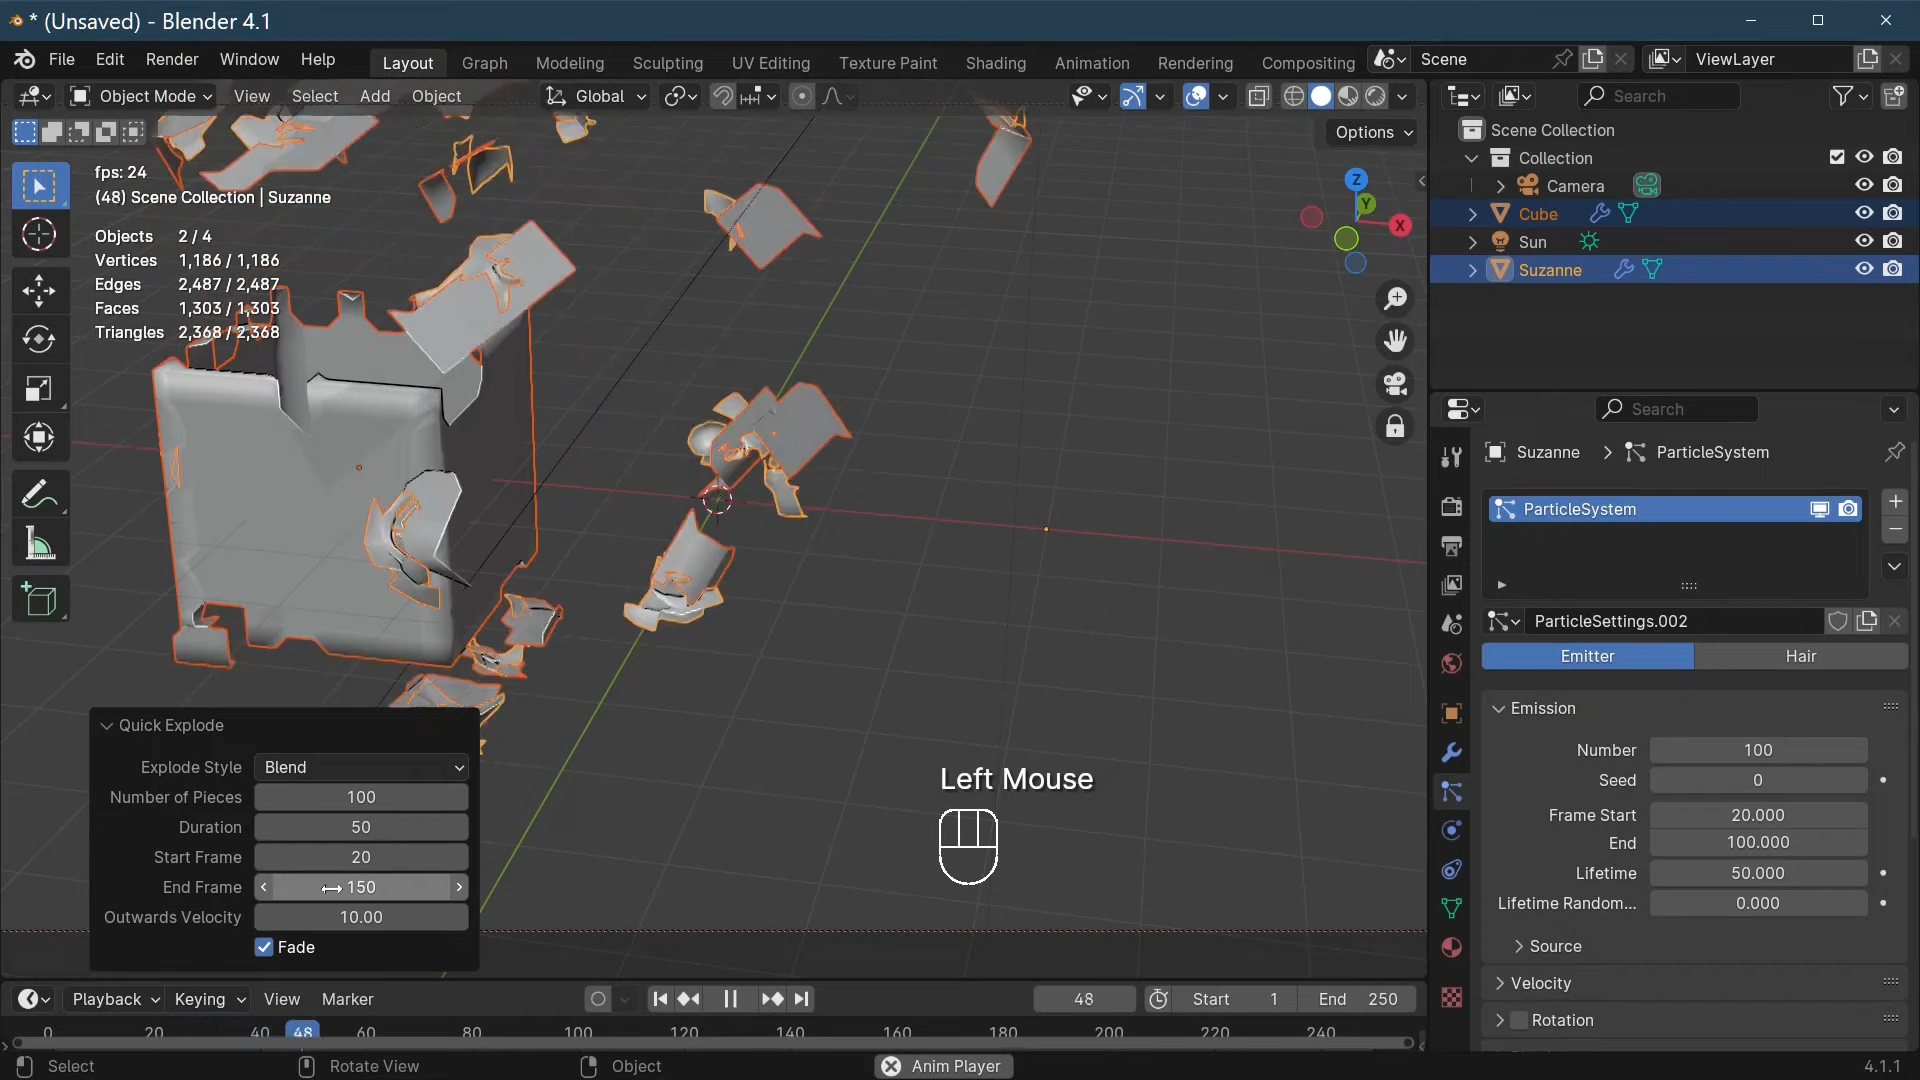 * (Unsaved) - Blender 4.1
File Edit Render Window Help Layout Graph Modeling Sculpting UV Editing Texture Paint Shading Animation Rendering Compositing Scene ViewLayer
Object Mode View Select Add Object Global Search
Options
fps: 24
(48) Scene Collection | Suzanne
Objects 2 / 4
Vertices 1,186 / 1,186
Edges 2,487 / 2,487
Faces 1,303 / 1,303
Triangles 2,368 / 2,368
Z
Y
X
Scene Collection
Collection
Camera
Cube
Sun
Suzanne
Search
Suzanne > ParticleSystem
ParticleSystem
ParticleSettings.002
Emitter Hair
Emission
Number 100
Seed 0
Frame Start 20.000
End 100.000
Lifetime 50.000
Lifetime Random... 0.000
Source
Velocity
Rotation
Quick Explode
Explode Style Blend
Number of Pieces 100
Duration 50
Start Frame 20
End Frame 150
Outwards Velocity 10.00
Fade
Left Mouse
Playback Keying View Marker 48 Start 1 End 250
0 20 40 48 60 80 100 120 140 160 180 200 220 240
Select Rotate View Object Anim Player 4.1.1